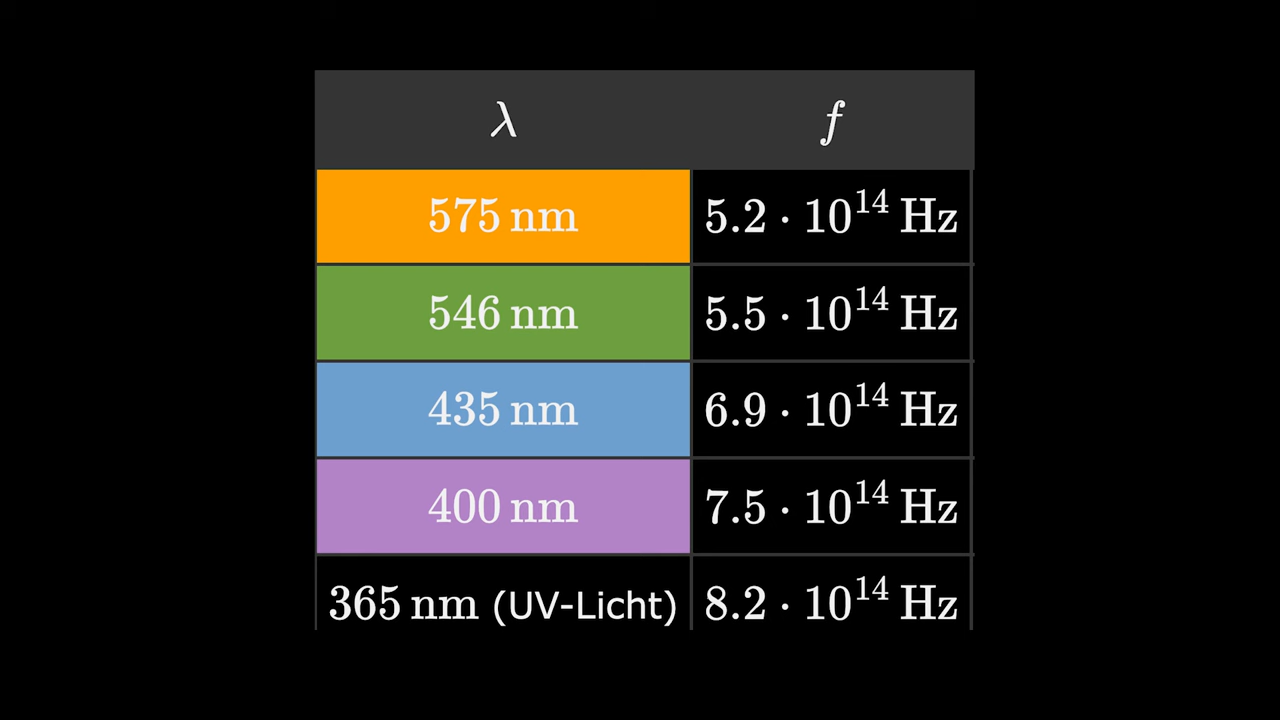 λ f
575 nm 5.2 · 10¹⁴ Hz
546 nm 5.5 · 10¹⁴ Hz
435 nm 6.9 · 10¹⁴ Hz
400 nm 7.5 · 10¹⁴ Hz
365 nm (UV-Licht) 8.2 · 10¹⁴ Hz